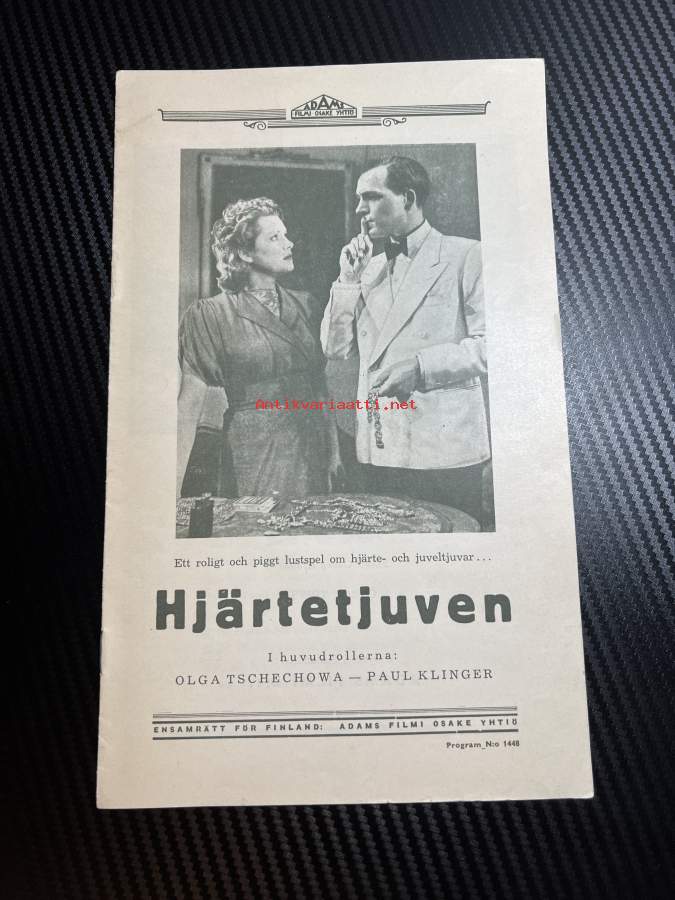 ADAMS
FILMI OSAKE YHTIÖ
Antikvariaatti.net
Ett roligt och piggt lustspel om hjärte- och juveltjuvar...
Hjärtetjuven
I huvudrollerna:
OLGA TSCHECHOWA — PAUL KLINGER
ENSAMRÄTT FÖR FINLAND: ADAMS FILMI OSAKE YHTIÖ
Program N:o 1448